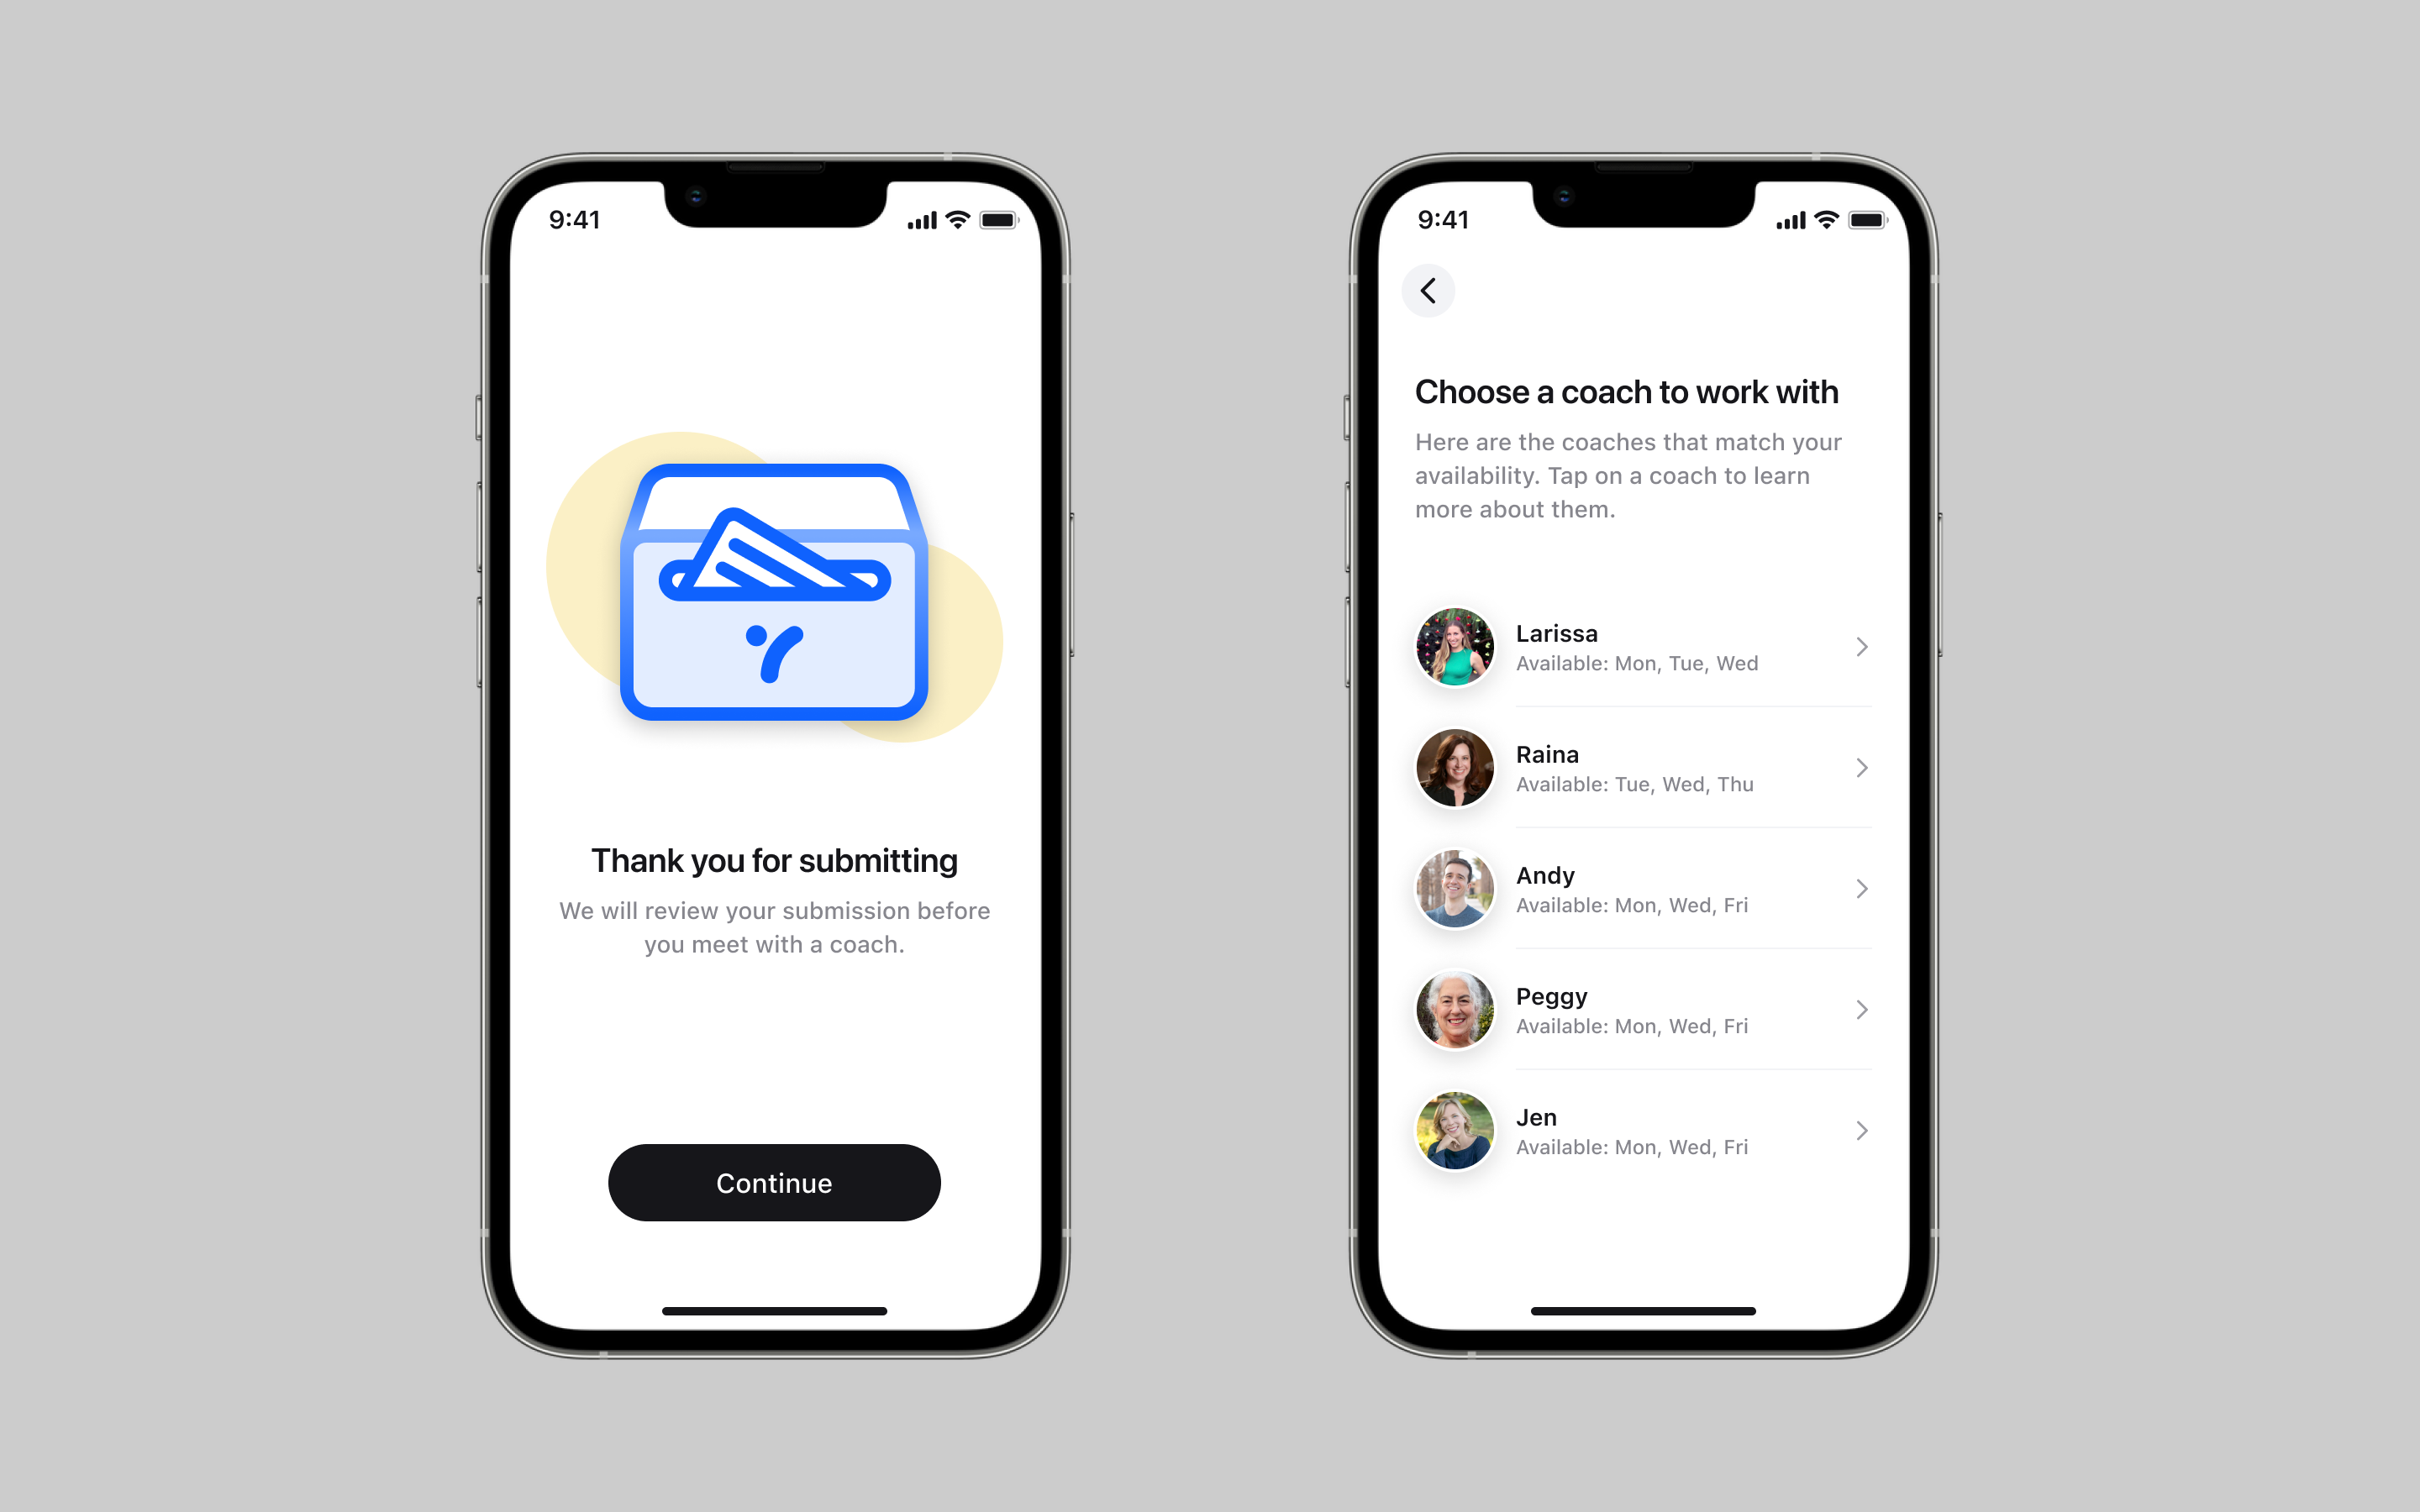 9:41
Thank you for submitting
We will review your submission before
you meet with a coach.
Continue
9:41
Choose a coach to work with
Here are the coaches that match your
availability. Tap on a coach to learn
more about them.
Larissa
Available: Mon, Tue, Wed
Raina
Available: Tue, Wed, Thu
Andy
Available: Mon, Wed, Fri
Peggy
Available: Mon, Wed, Fri
Jen
Available: Mon, Wed, Fri